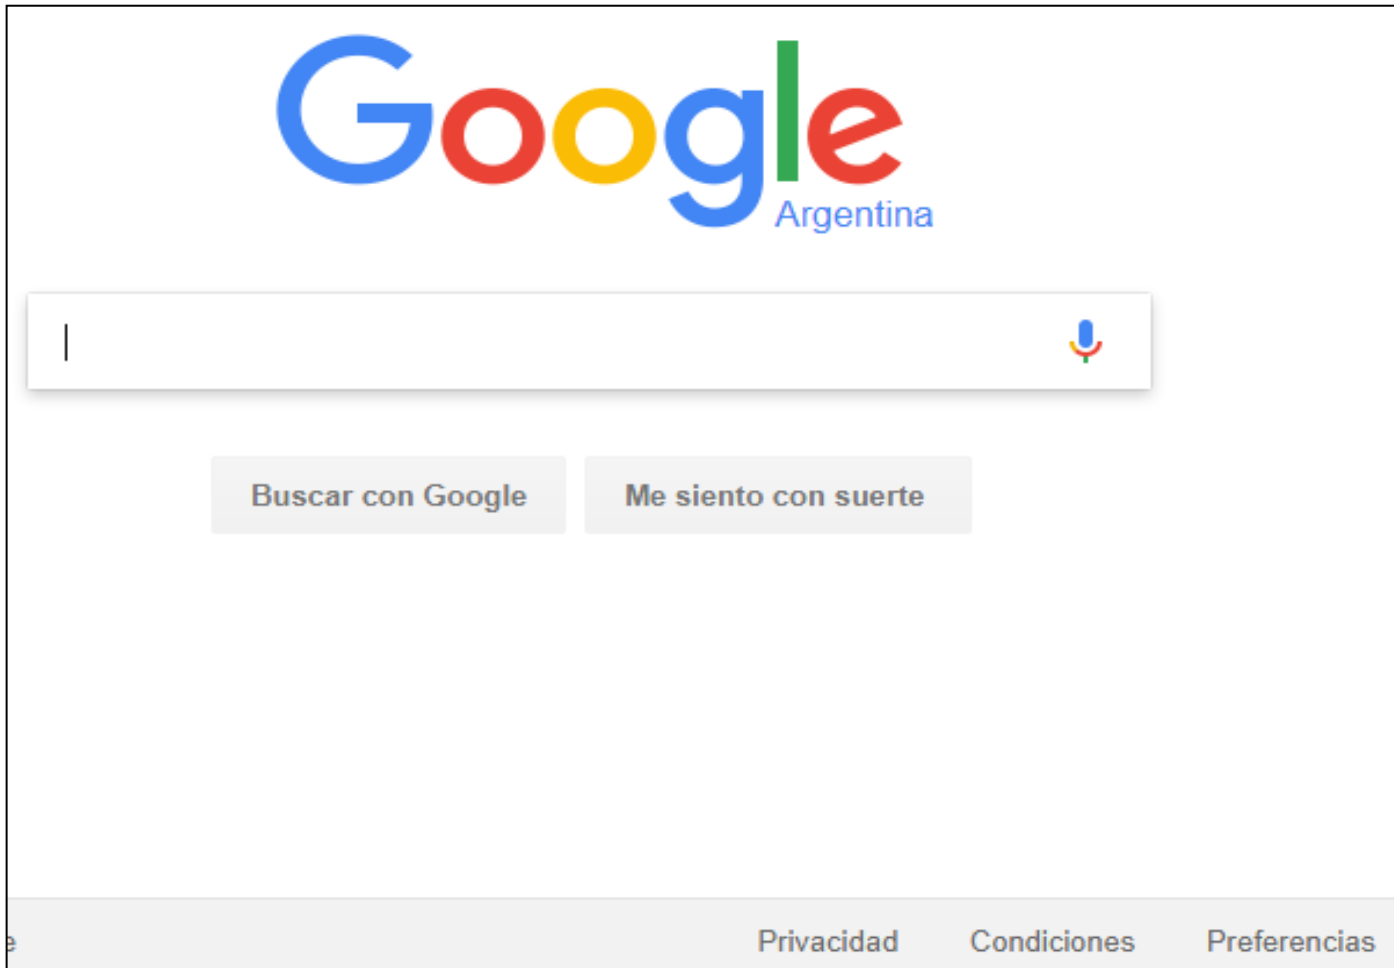 Google
Argentina
Buscar con Google Me siento con suerte
Privacidad Condiciones Preferencias